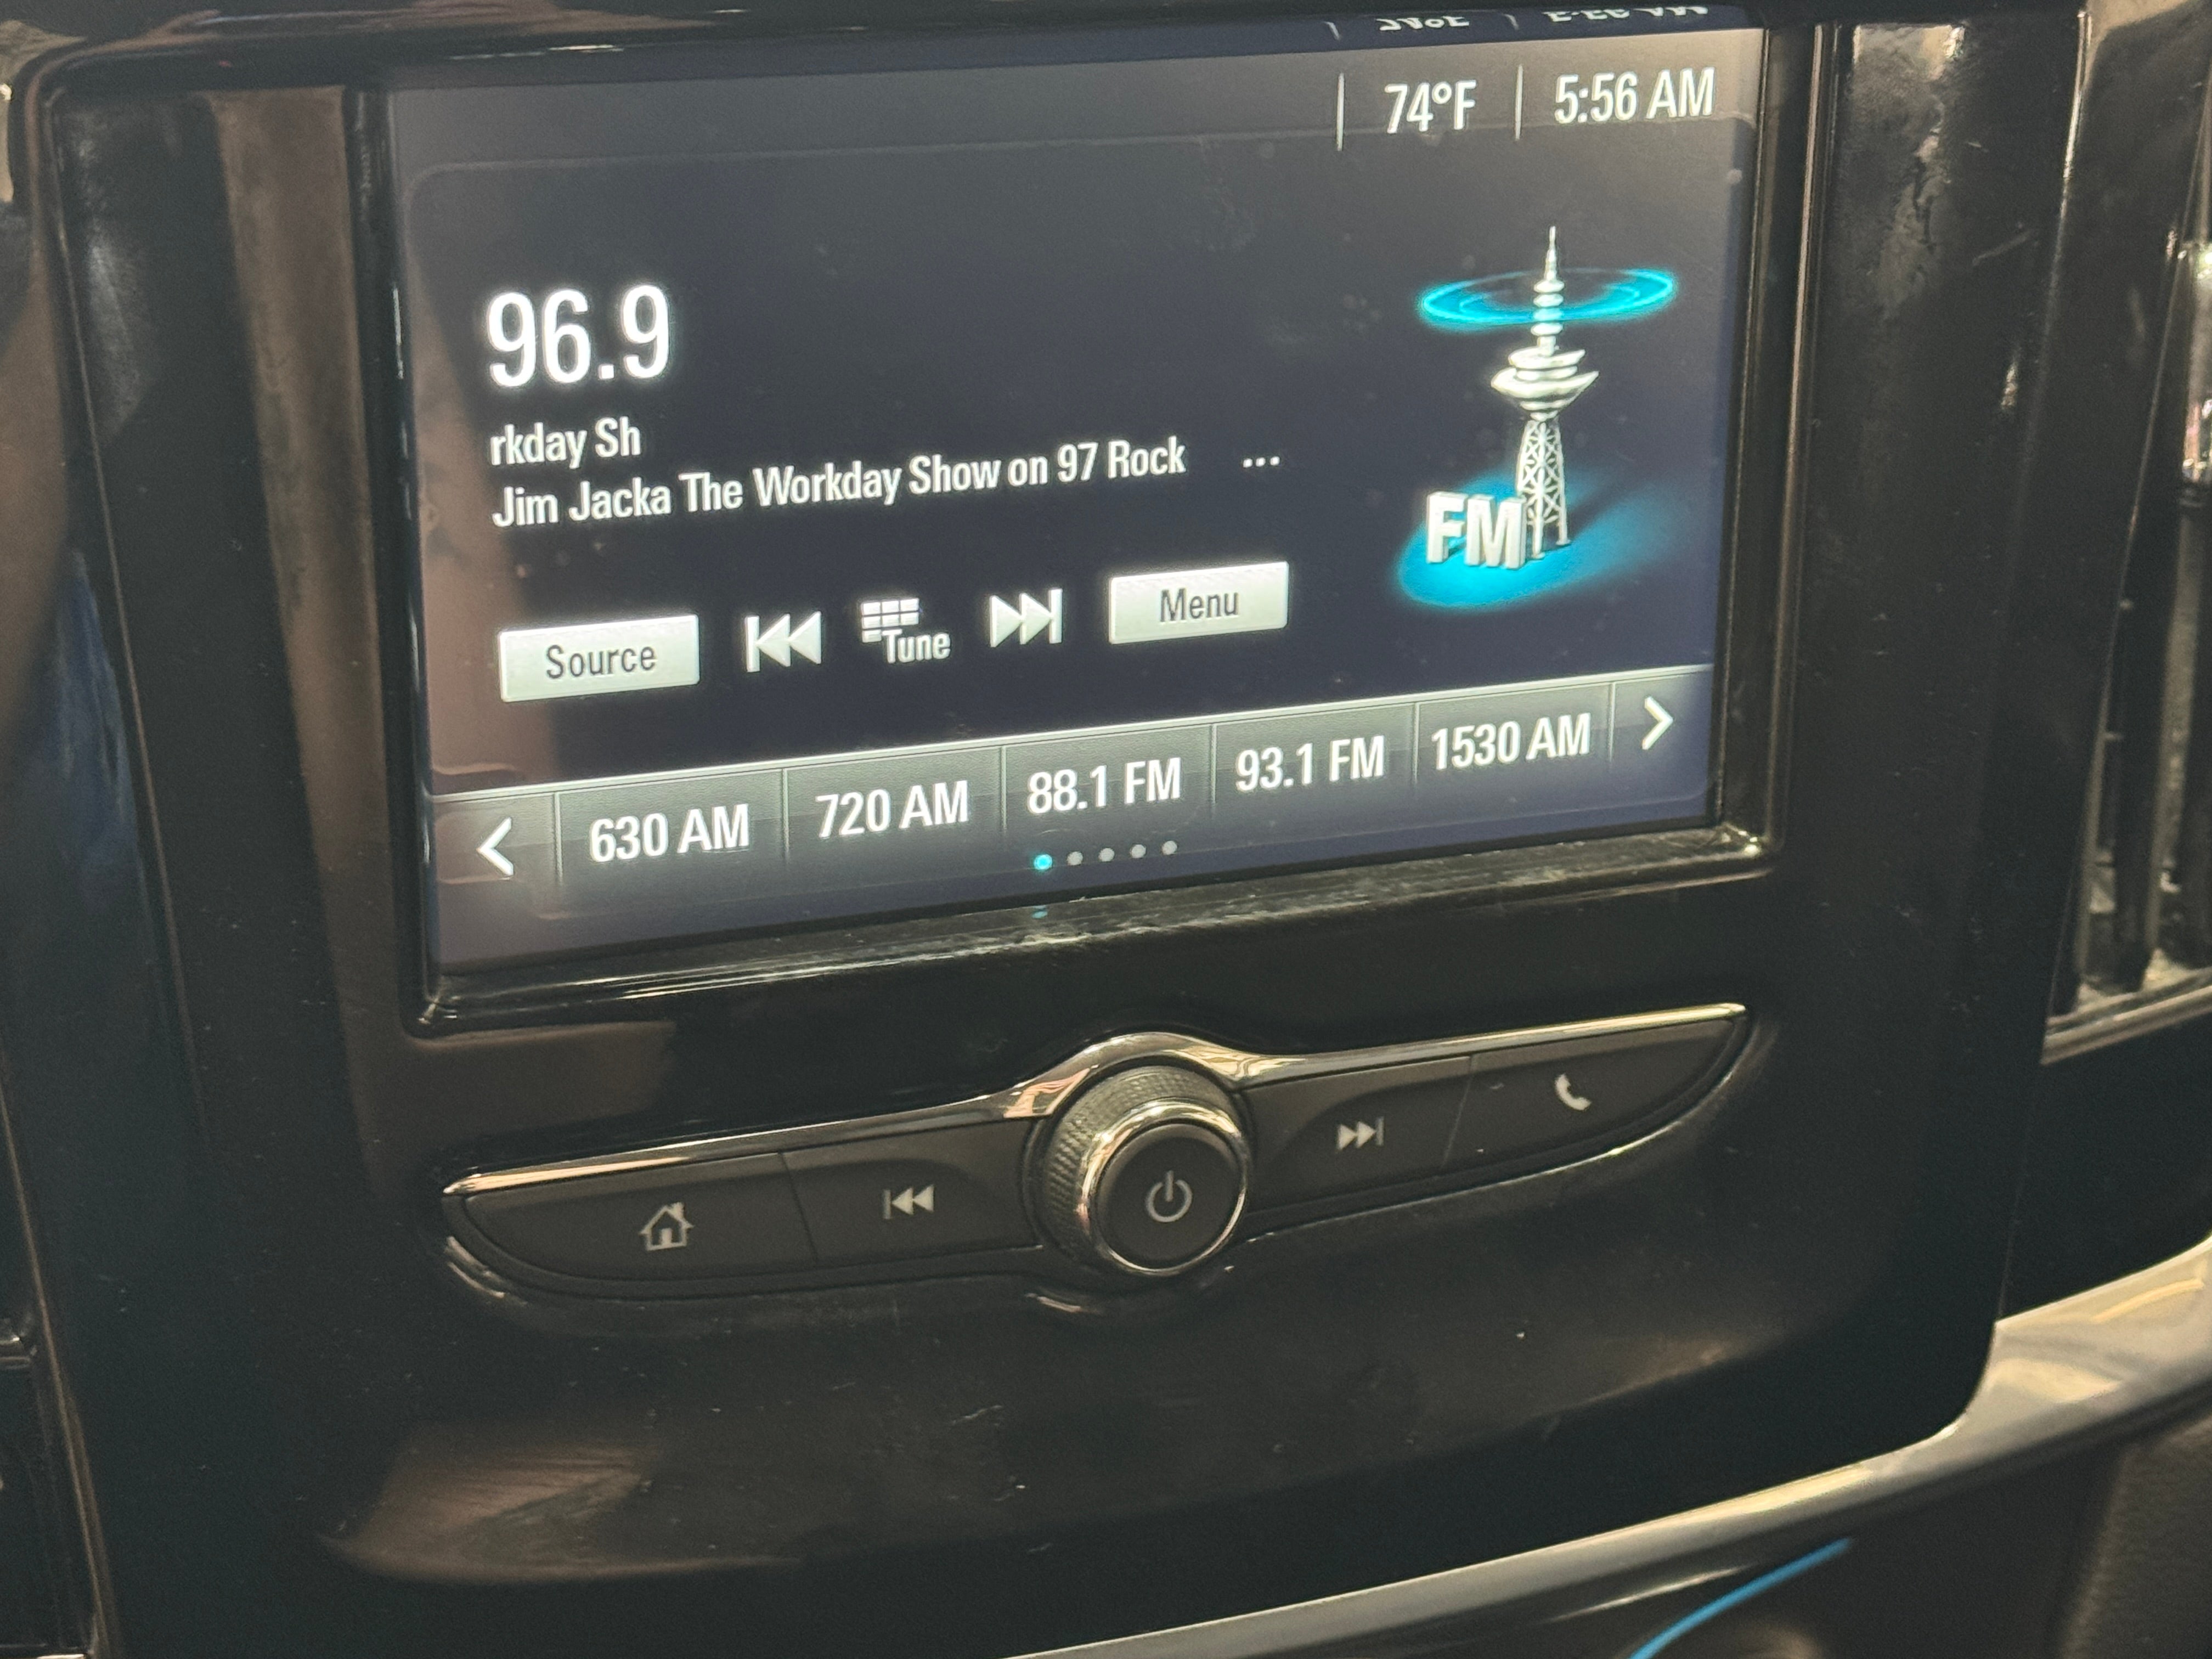 74°F 5:56 AM
96.9
rkday Sh
Jim Jacka The Workday Show on 97 Rock ...
FM
Source Tune Menu
630 AM 720 AM 88.1 FM 93.1 FM 1530 AM